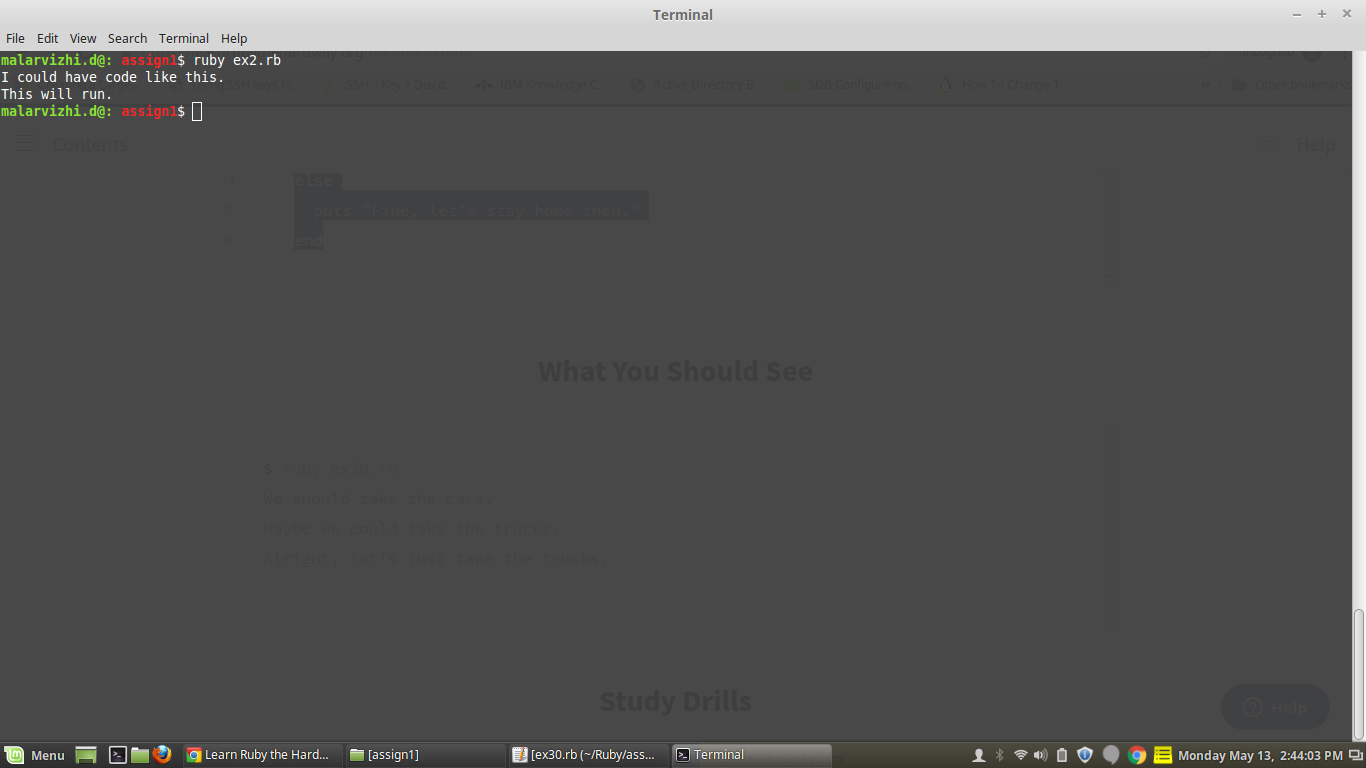 Terminal
File Edit View Search Terminal Help
malarvizhi.d@: assign1$ ruby ex2.rb
I could have code like this.
This will run.
malarvizhi.d@: assign1$
SSH keys fo... SSH : Key > Disco... IBM Knowledge C... Active Directory B... SDB:Configure op... How To Change T... » Other bookmarks
Contents Help
else
puts "Fine, let's stay home then."
end
What You Should See
$ ruby ex30.rb
We should take the cars.
Maybe we could take the trucks.
Alright, let's just take the trucks.
Study Drills
Help
Menu Learn Ruby the Hard... [assign1] [ex30.rb (~/Ruby/ass... Terminal Monday May 13, 2:44:03 PM